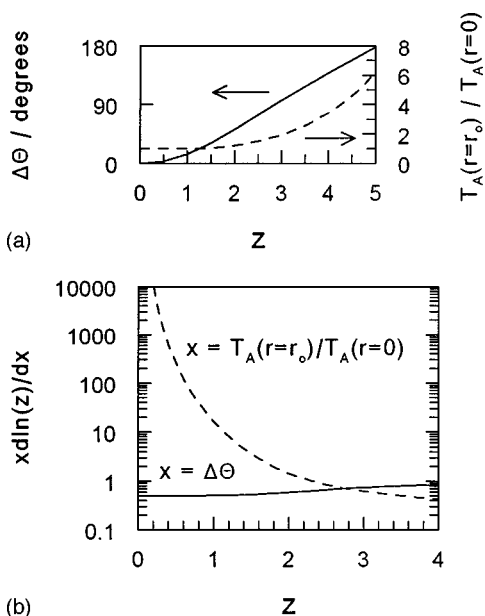 180
90
0
ΔΘ / degrees
8
6
4
2
0
T_A(r=r_o) / T_A(r=0)
0 1 2 3 4 5
z
(a)
10000
1000
100
10
1
0.1
xdln(z)/dx
x = T_A(r=r_o)/T_A(r=0)
x = ΔΘ
0 1 2 3 4
z
(b)